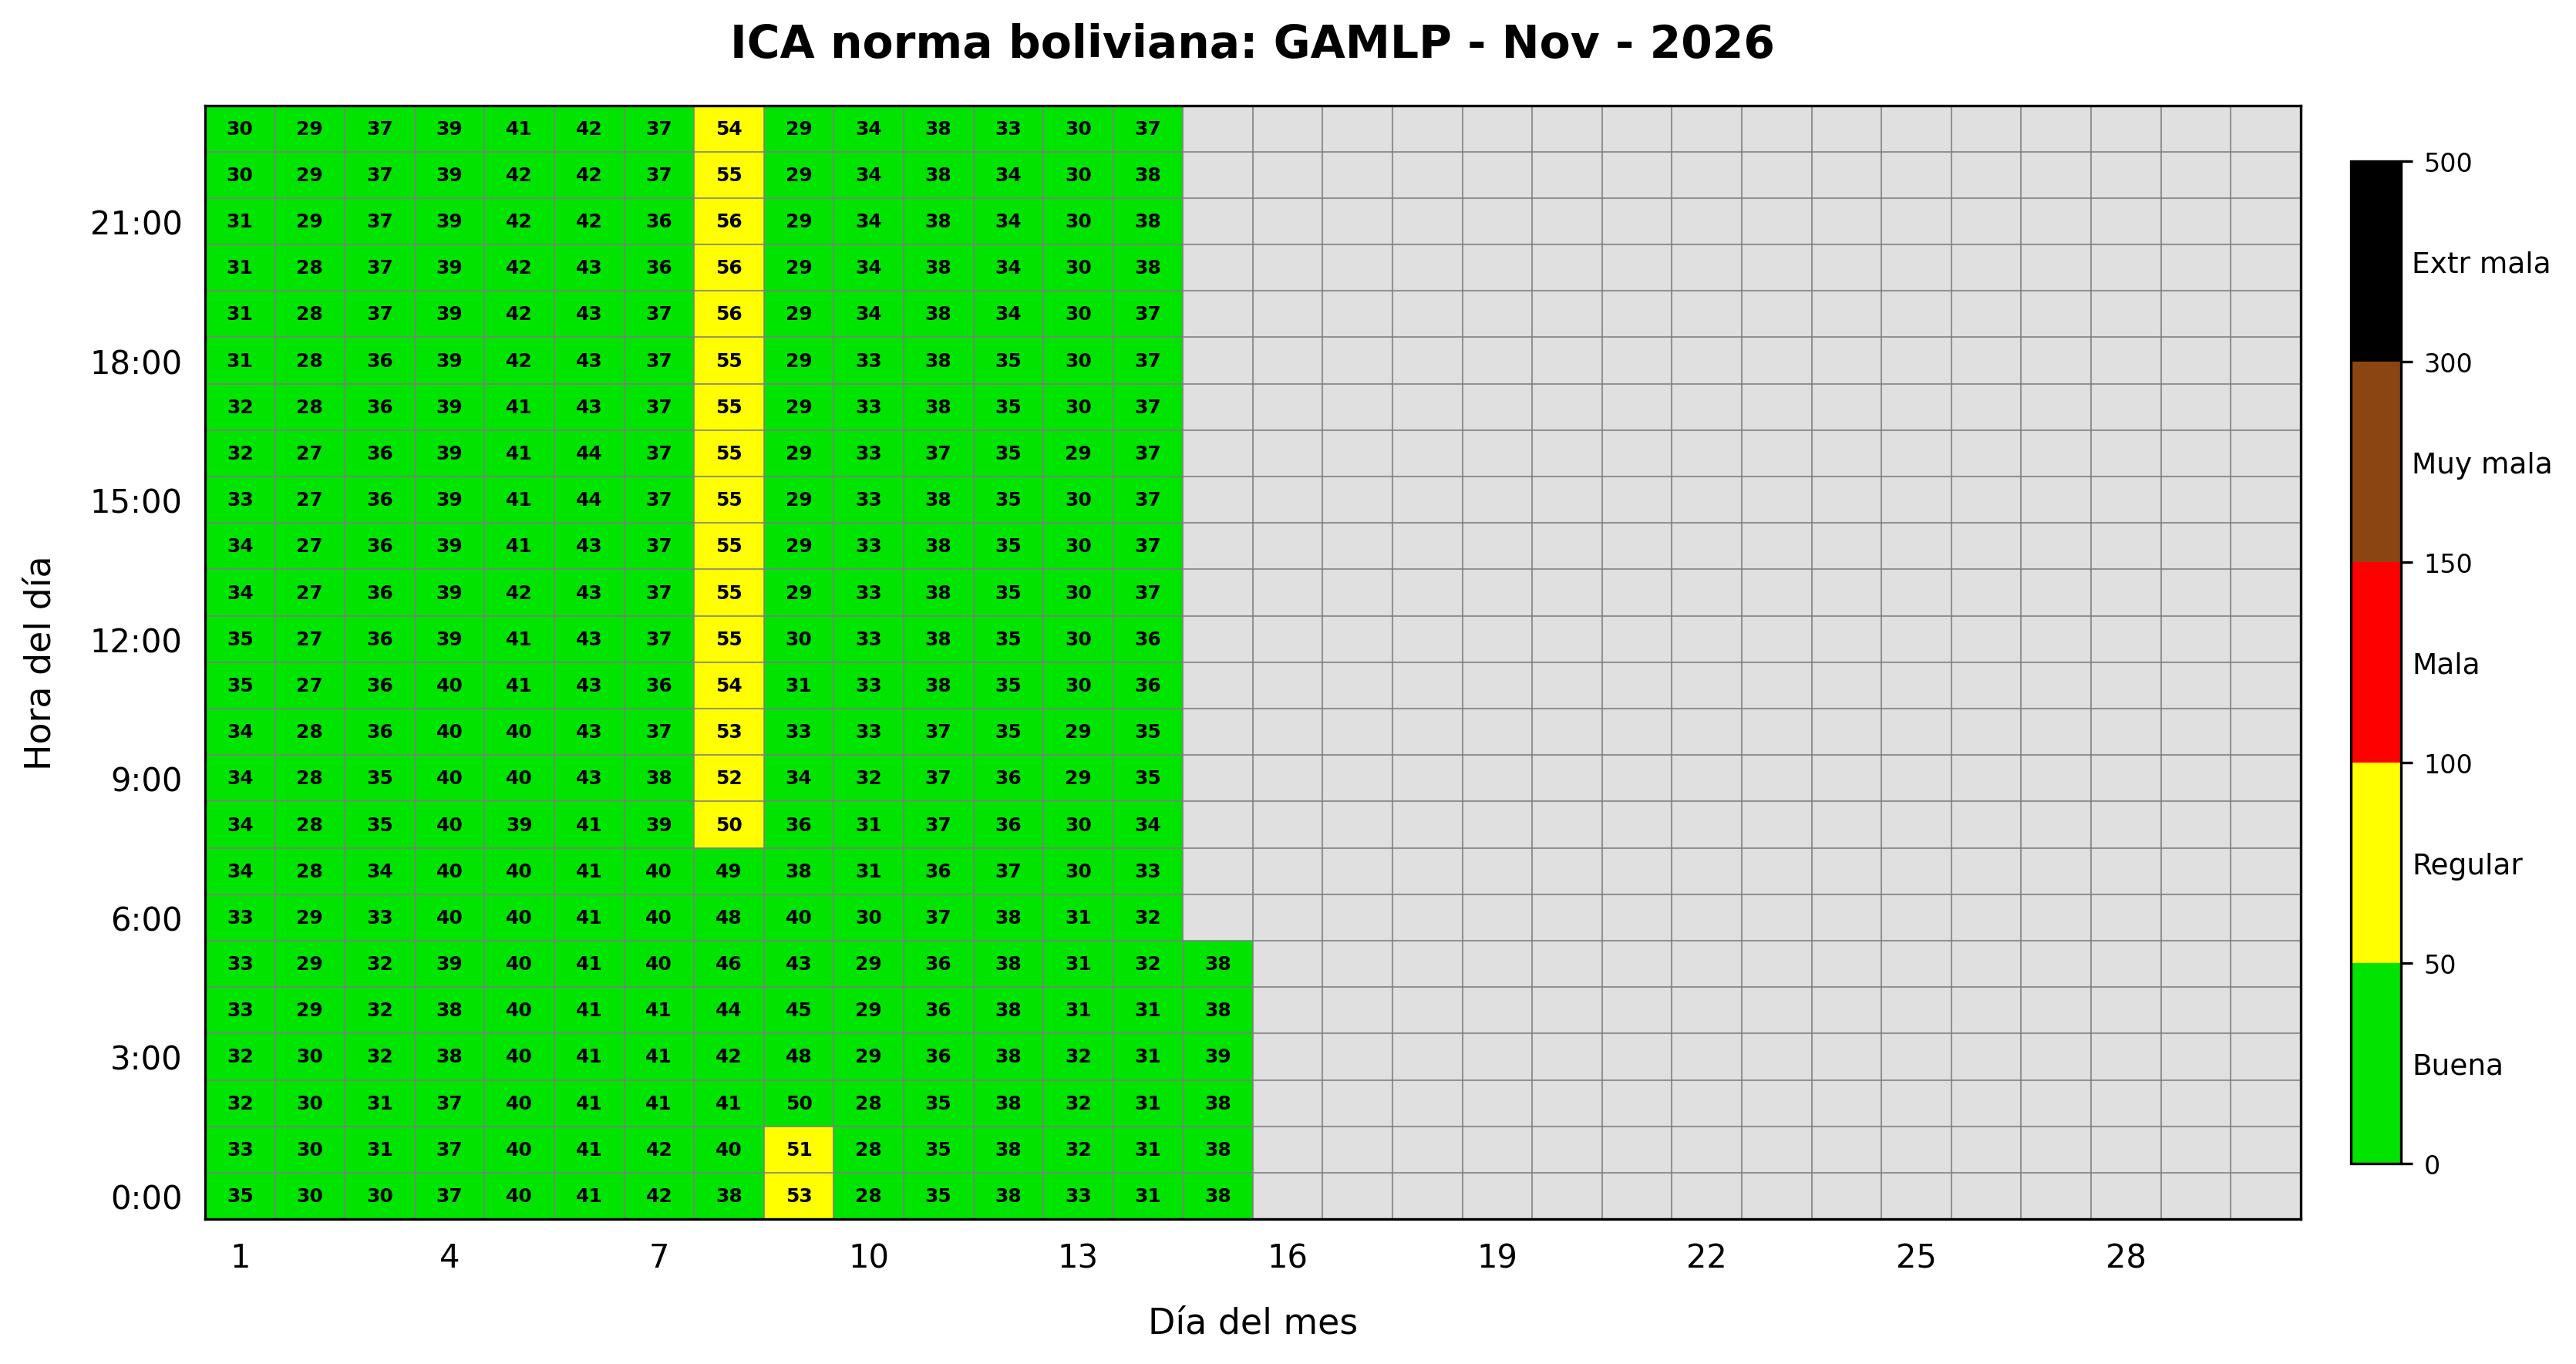 ICA norma boliviana: GAMLP - Nov - 2026
30 29 37 39 41 42 37 54 29 34 38 33 30 37
30 29 37 39 42 42 37 55 29 34 38 34 30 38
21:00 31 29 37 39 42 42 36 56 29 34 38 34 30 38
31 28 37 39 42 43 36 56 29 34 38 34 30 38
31 28 37 39 42 43 37 56 29 34 38 34 30 37
18:00 31 28 36 39 42 43 37 55 29 33 38 35 30 37
32 28 36 39 41 43 37 55 29 33 38 35 30 37
32 27 36 39 41 44 37 55 29 33 37 35 29 37
15:00 33 27 36 39 41 44 37 55 29 33 38 35 30 37
34 27 36 39 41 43 37 55 29 33 38 35 30 37
34 27 36 39 42 43 37 55 29 33 38 35 30 37
12:00 35 27 36 39 41 43 37 55 30 33 38 35 30 36
35 27 36 40 41 43 36 54 31 33 38 35 30 36
34 28 36 40 40 43 37 53 33 33 37 35 29 35
9:00 34 28 35 40 40 43 38 52 34 32 37 36 29 35
34 28 35 40 39 41 39 50 36 31 37 36 30 34
34 28 34 40 40 41 40 49 38 31 36 37 30 33
6:00 33 29 33 40 40 41 40 48 40 30 37 38 31 32
33 29 32 39 40 41 40 46 43 29 36 38 31 32 38
33 29 32 38 40 41 41 44 45 29 36 38 31 31 38
3:00 32 30 32 38 40 41 41 42 48 29 36 38 32 31 39
32 30 31 37 40 41 41 41 50 28 35 38 32 31 38
33 30 31 37 40 41 42 40 51 28 35 38 32 31 38
0:00 35 30 30 37 40 41 42 38 53 28 35 38 33 31 38
1 4 7 10 13 16 19 22 25 28
Día del mes
Hora del día
500
Extr mala
300
Muy mala
150
Mala
100
Regular
50
Buena
0